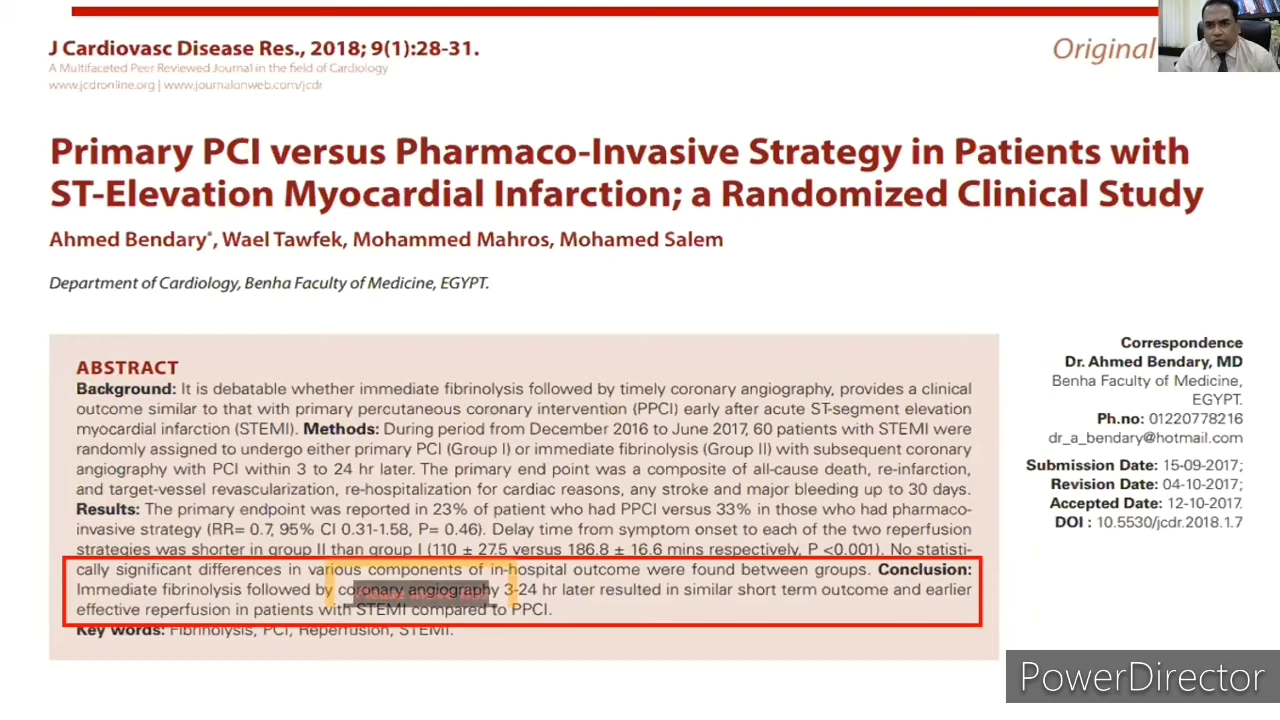 J Cardiovasc Disease Res., 2018; 9(1):28-31.
A Multifaceted Peer Reviewed Journal in the field of Cardiology
www.jcdronline.org | www.journalonweb.com/jcdr
Original
Primary PCI versus Pharmaco-Invasive Strategy in Patients with
ST-Elevation Myocardial Infarction; a Randomized Clinical Study
Ahmed Bendary*, Wael Tawfek, Mohammed Mahros, Mohamed Salem
Department of Cardiology, Benha Faculty of Medicine, EGYPT.
ABSTRACT
Background: It is debatable whether immediate fibrinolysis followed by timely coronary angiography, provides a clinical
outcome similar to that with primary percutaneous coronary intervention (PPCI) early after acute ST-segment elevation
myocardial infarction (STEMI). Methods: During period from December 2016 to June 2017, 60 patients with STEMI were
randomly assigned to undergo either primary PCI (Group I) or immediate fibrinolysis (Group II) with subsequent coronary
angiography with PCI within 3 to 24 hr later. The primary end point was a composite of all-cause death, re-infarction,
and target-vessel revascularization, re-hospitalization for cardiac reasons, any stroke and major bleeding up to 30 days.
Results: The primary endpoint was reported in 23% of patient who had PPCI versus 33% in those who had pharmaco-
invasive strategy (RR= 0.7, 95% CI 0.31-1.58, P= 0.46). Delay time from symptom onset to each of the two reperfusion
strategies was shorter in group II than group I (110 ± 27.5 versus 186.8 ± 16.6 mins respectively, P <0.001). No statisti-
cally significant differences in various components of in-hospital outcome were found between groups. Conclusion:
Immediate fibrinolysis followed by coronary angiography 3-24 hr later resulted in similar short term outcome and earlier
effective reperfusion in patients with STEMI compared to PPCI.
Key words: Fibrinolysis, PCI, Reperfusion, STEMI.
Correspondence
Dr. Ahmed Bendary, MD
Benha Faculty of Medicine,
EGYPT.
Ph.no: 01220778216
dr_a_bendary@hotmail.com
Submission Date: 15-09-2017;
Revision Date: 04-10-2017;
Accepted Date: 12-10-2017.
DOI : 10.5530/jcdr.2018.1.7
PowerDirector